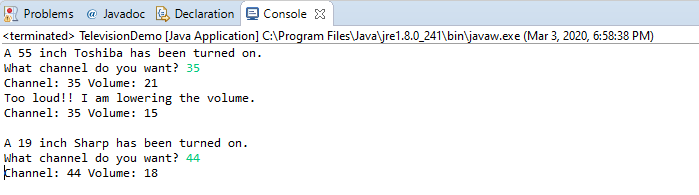 Problems @ Javadoc Declaration Console
<terminated> TelevisionDemo [Java Application] C:\Program Files\Java\jre1.8.0_241\bin\javaw.exe (Mar 3, 2020, 6:58:38 PM)
A 55 inch Toshiba has been turned on.
What channel do you want? 35
Channel: 35 Volume: 21
Too loud!! I am lowering the volume.
Channel: 35 Volume: 15
A 19 inch Sharp has been turned on.
What channel do you want? 44
Channel: 44 Volume: 18